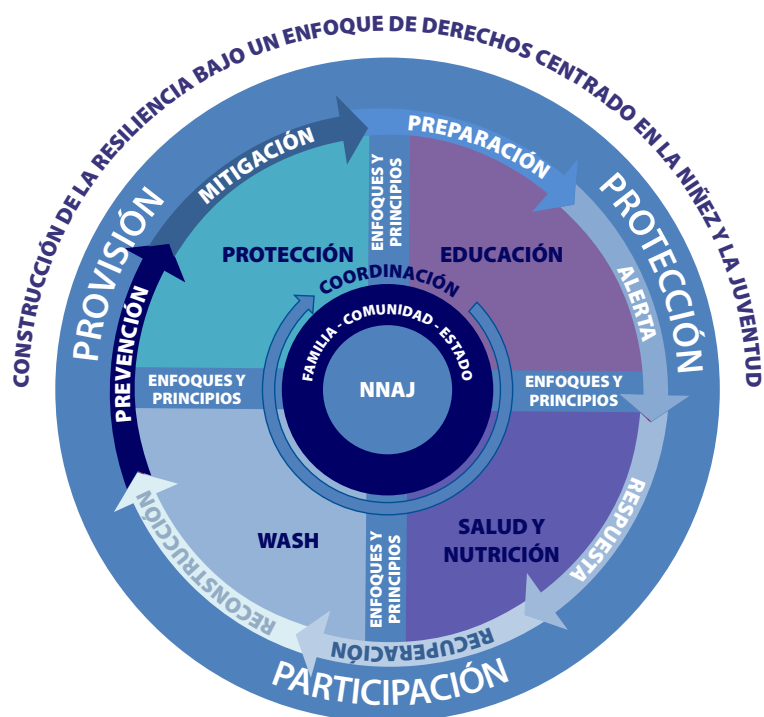 CONSTRUCCIÓN DE LA RESILIENCIA BAJO UN ENFOQUE DE DERECHOS CENTRADO EN LA NIÑEZ Y LA JUVENTUD
PROVISIÓN
PROTECCIÓN
PARTICIPACIÓN
PREVENCIÓN
MITIGACIÓN
PREPARACIÓN
ALERTA
RESPUESTA
RECUPERACIÓN
RECONSTRUCCIÓN
ENFOQUES Y
PRINCIPIOS
PROTECCIÓN
EDUCACIÓN
COORDINACIÓN
FAMILIA - COMUNIDAD - ESTADO
NNAJ
ENFOQUES Y
PRINCIPIOS
ENFOQUES Y
PRINCIPIOS
WASH
SALUD Y
NUTRICIÓN
ENFOQUES Y
PRINCIPIOS